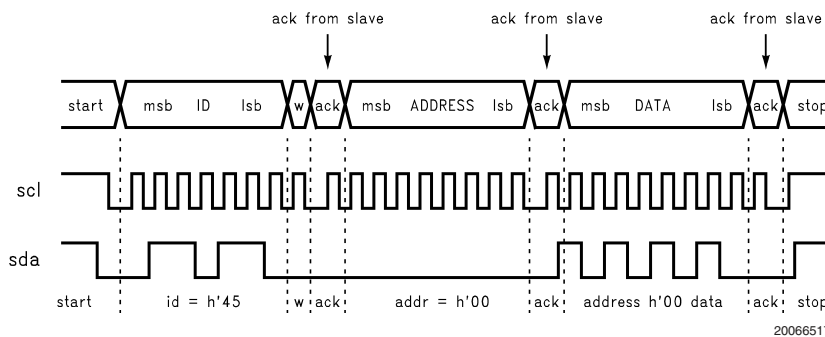 ack from slave ack from slave ack from slave
start msb ID lsb w ack msb ADDRESS lsb ack msb DATA lsb ack stop
scl
sda
start id = h'45 w ack addr = h'00 ack address h'00 data ack stop
2006651